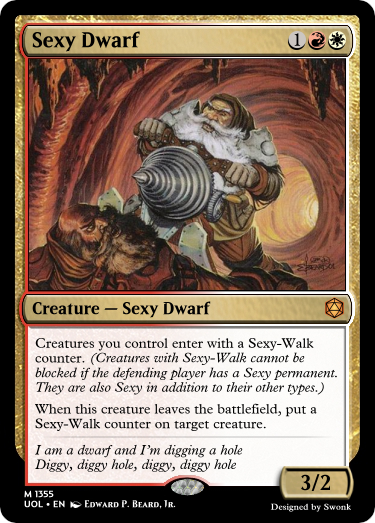 Sexy Dwarf 1
Creature — Sexy Dwarf
Creatures you control enter with a Sexy-Walk
counter. (Creatures with Sexy-Walk cannot be
blocked if the defending player has a Sexy permanent.
They are also Sexy in addition to their other types.)
When this creature leaves the battlefield, put a
Sexy-Walk counter on target creature.
I am a dwarf and I'm digging a hole
Diggy, diggy hole, diggy, diggy hole
3/2
M 1355
UOL • EN Edward P. Beard, Jr.
Designed by Swonk